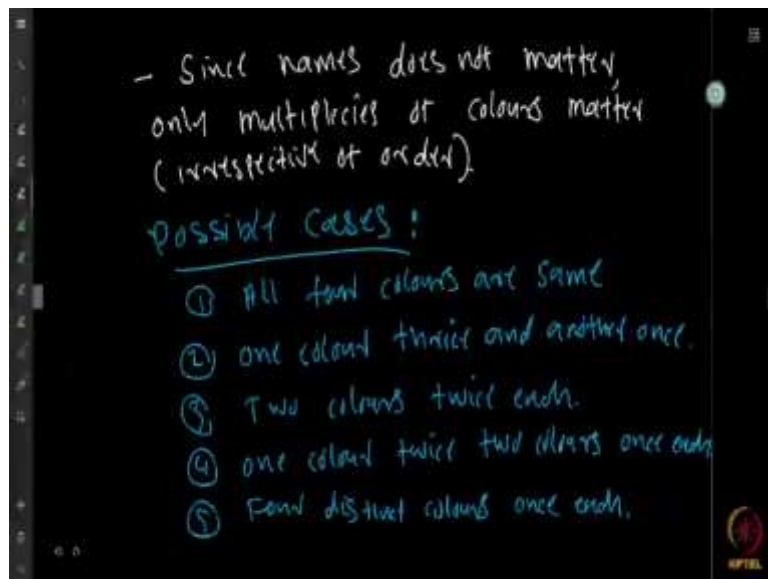 - Since names does not matter,
only multiplecies of colours matter
(irrespective of order).
Possible Cases :
① All four colours are same
② one colour thrice and another once.
③ Two colours twice each.
④ one colour twice two colours once each
⑤ Four distinct colours once each.
NPTEL